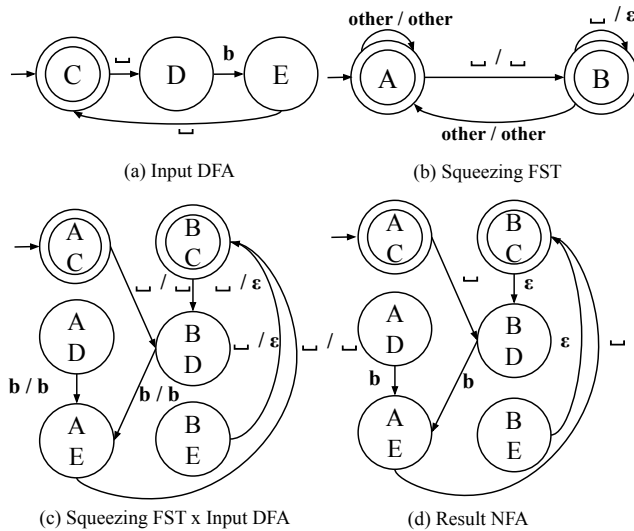 other / other
␣ / ε
C
␣
D
b
E
␣
A
␣ / ␣
B
other / other
(a) Input DFA
(b) Squeezing FST
A
C
B
C
␣ / ␣
␣ / ε
A
D
B
D
␣ / ε
␣ / ␣
b / b
b / b
A
E
B
E
(c) Squeezing FST x Input DFA
A
C
B
C
␣
ε
A
D
B
D
ε
␣
b
b
A
E
B
E
(d) Result NFA